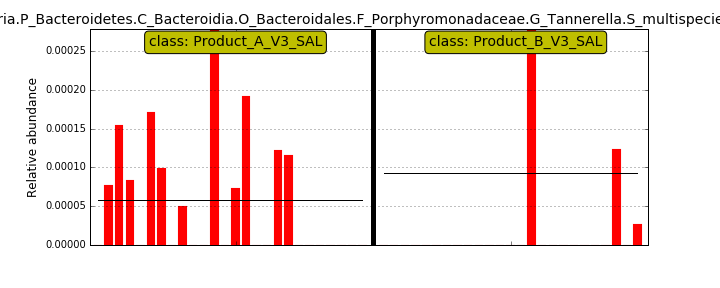 ria.P_Bacteroidetes.C_Bacteroidia.O_Bacteroidales.F_Porphyromonadaceae.G_Tannerella.S_multispecie
class: Product_A_V3_SAL
class: Product_B_V3_SAL
0.00025
0.00020
0.00015
0.00010
0.00005
0.00000
Relative abundance